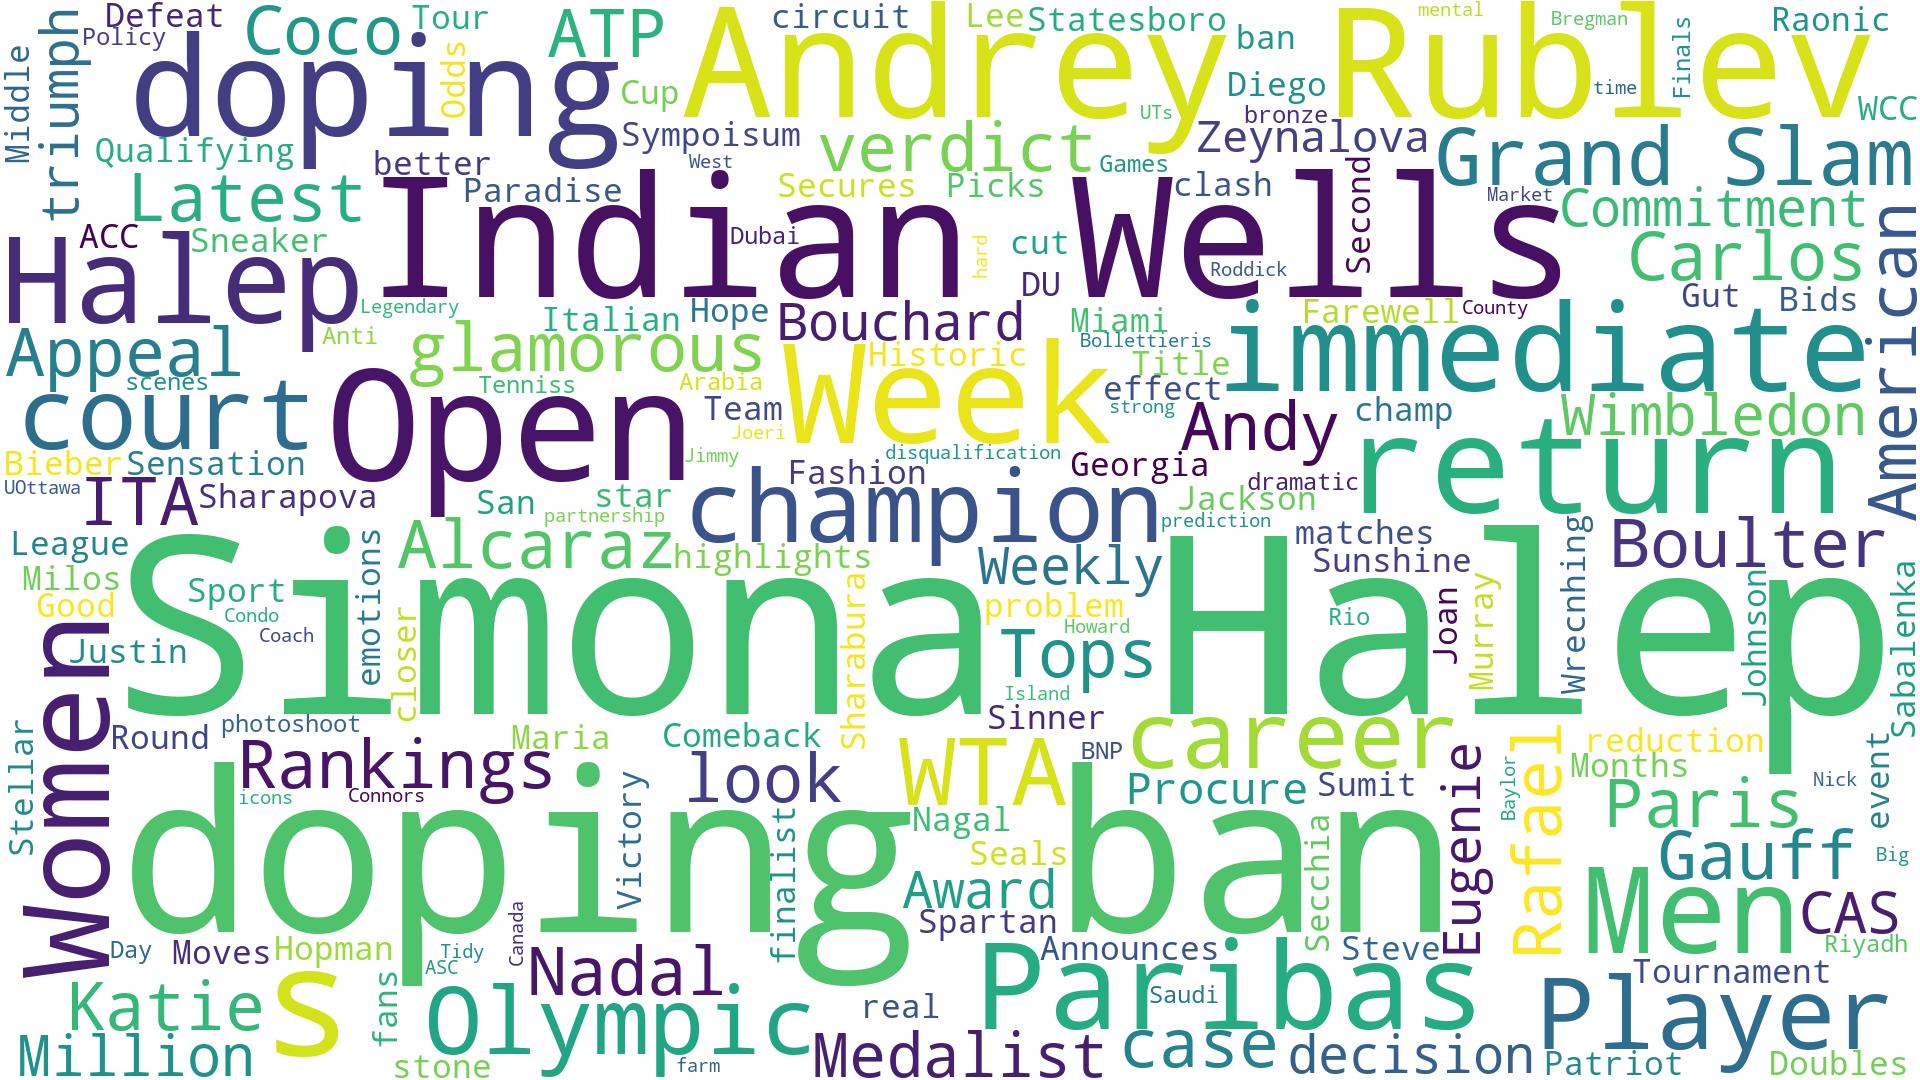 Defeat
Policy
Middle
triumph
Coco
Tour
doping
Odds
ATP
Cup
circuit
Andrey
Lee
Statesboro
ban
mental
Bregman
Raonic
Rublev
Finals
Diego
time
WCC
UTs
bronze
Qualifying
better
Sympoisum
West
verdict
Games
Zeynalova
Grand Slam
Latest
Paradise
Secures
Picks
clash
Second
Market
Commitment
ACC
Sneaker
Halep
Indian Wells
Dubai
hard
cut
DU
Roddick
Carlos
American
Gut
Bids
Legendary
Anti
Italian
Hope
Bouchard
Miami
Farewell
County
immediate
Appeal
scenes
glamorous
Tenniss
Historic
Bollettieris
Title
effect
Arabia
Week
court
Open
Team
Joeri
strong
Andy
champ
Wimbledon
return
Bieber
Sensation
Jimmy
disqualification
Fashion
Georgia
dramatic
UOttawa
ITA
Sharapova
San
star
partnership
champion
Jackson
prediction
matches
League
emotions
Alcaraz
highlights
Weekly
Sunshine
Wrecnhing
Boulter
Milos
Good
Sport
Condo
Coach
Simona Halep
closer
Sharabura
problem
Howard
Tops
Rio
Joan
Murray
Johnson
Sabalenka
Justin
Women
Island
Sinner
Stellar
Round
photoshoot
Maria
Comeback
career
BNP
Eugenie
Rafael
reduction
Months
event
Rankings
icons
Connors
look
WTA
Procure
Sumit
Baylor
Paris
Nick
Victory
doping ban
finalist
Nagal
Seals
Award
Spartan
Secchia
Gauff
Big
Men
CAS
Day
Moves
Hopman
Tidy
ASC
Canada
Nadal
Announces
Steve
Riyadh
Tournament
Katie
s
fans
Olympic
real
Paribas
Saudi
Player
Million
stone
farm
Medalist
case
decision
Patriot
Doubles